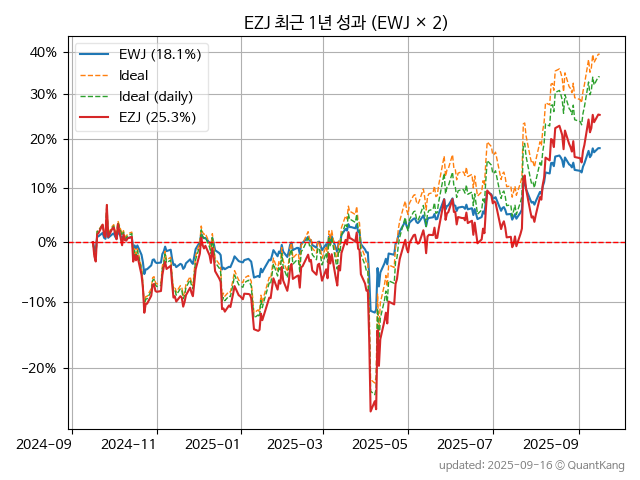 EZJ 최근 1년 성과 (EWJ × 2)
40%
30%
20%
10%
0%
−10%
−20%
EWJ (18.1%)
Ideal
Ideal (daily)
EZJ (25.3%)
2024-09
2024-11
2025-01
2025-03
2025-05
2025-07
2025-09
updated: 2025-09-16 © QuantKang